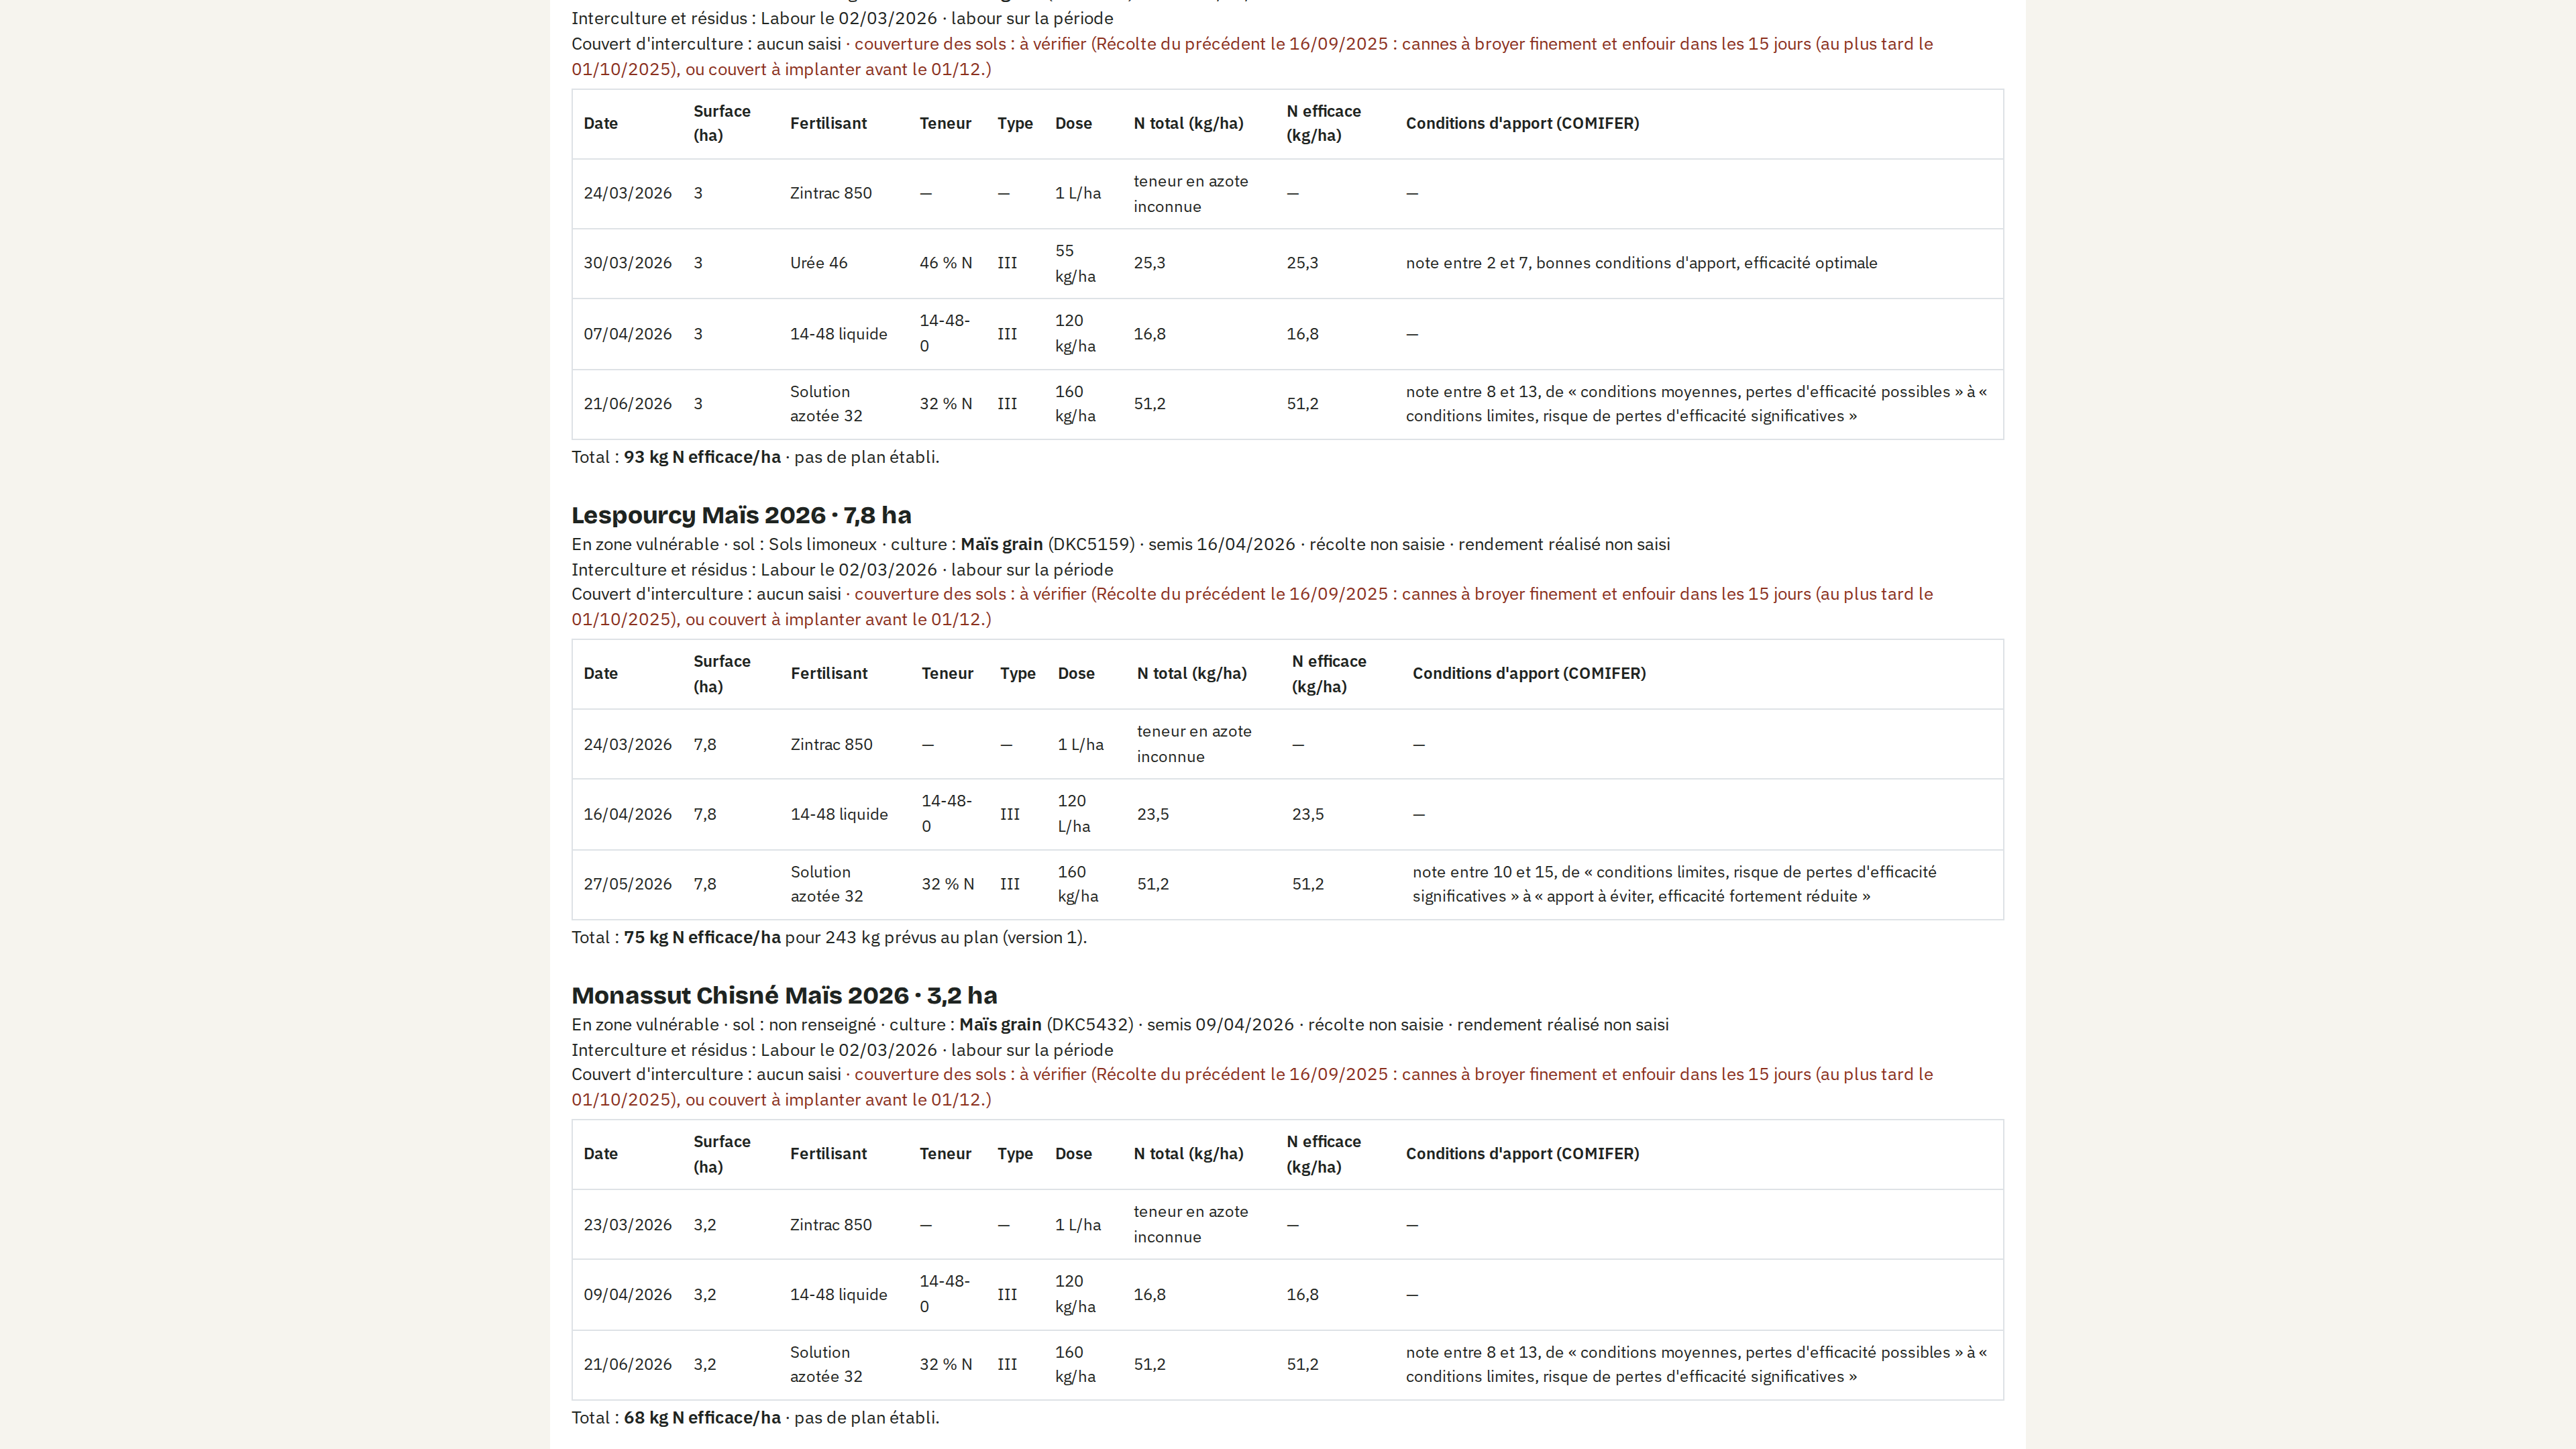 Interculture et résidus : Labour le 02/03/2026 · labour sur la période
Couvert d'interculture : aucun saisi · couverture des sols : à vérifier (Récolte du précédent le 16/09/2025 : cannes à broyer finement et enfouir dans les 15 jours (au plus tard le
01/10/2025), ou couvert à implanter avant le 01/12.)
Date Surface (ha) Fertilisant Teneur Type Dose N total (kg/ha) N efficace (kg/ha) Conditions d'apport (COMIFER)
24/03/2026 3 Zintrac 850 — — 1 L/ha teneur en azote inconnue — —
30/03/2026 3 Urée 46 46 % N III 55 kg/ha 25,3 25,3 note entre 2 et 7, bonnes conditions d'apport, efficacité optimale
07/04/2026 3 14-48 liquide 14-48-0 III 120 kg/ha 16,8 16,8 —
21/06/2026 3 Solution azotée 32 32 % N III 160 kg/ha 51,2 51,2 note entre 8 et 13, de « conditions moyennes, pertes d'efficacité possibles » à « conditions limites, risque de pertes d'efficacité significatives »
Total : 93 kg N efficace/ha · pas de plan établi.
Lespourcy Maïs 2026 · 7,8 ha
En zone vulnérable · sol : Sols limoneux · culture : Maïs grain (DKC5159) · semis 16/04/2026 · récolte non saisie · rendement réalisé non saisi
Interculture et résidus : Labour le 02/03/2026 · labour sur la période
Couvert d'interculture : aucun saisi · couverture des sols : à vérifier (Récolte du précédent le 16/09/2025 : cannes à broyer finement et enfouir dans les 15 jours (au plus tard le
01/10/2025), ou couvert à implanter avant le 01/12.)
Date Surface (ha) Fertilisant Teneur Type Dose N total (kg/ha) N efficace (kg/ha) Conditions d'apport (COMIFER)
24/03/2026 7,8 Zintrac 850 — — 1 L/ha teneur en azote inconnue — —
16/04/2026 7,8 14-48 liquide 14-48-0 III 120 L/ha 23,5 23,5 —
27/05/2026 7,8 Solution azotée 32 32 % N III 160 kg/ha 51,2 51,2 note entre 10 et 15, de « conditions limites, risque de pertes d'efficacité significatives » à « apport à éviter, efficacité fortement réduite »
Total : 75 kg N efficace/ha pour 243 kg prévus au plan (version 1).
Monassut Chisné Maïs 2026 · 3,2 ha
En zone vulnérable · sol : non renseigné · culture : Maïs grain (DKC5432) · semis 09/04/2026 · récolte non saisie · rendement réalisé non saisi
Interculture et résidus : Labour le 02/03/2026 · labour sur la période
Couvert d'interculture : aucun saisi · couverture des sols : à vérifier (Récolte du précédent le 16/09/2025 : cannes à broyer finement et enfouir dans les 15 jours (au plus tard le
01/10/2025), ou couvert à implanter avant le 01/12.)
Date Surface (ha) Fertilisant Teneur Type Dose N total (kg/ha) N efficace (kg/ha) Conditions d'apport (COMIFER)
23/03/2026 3,2 Zintrac 850 — — 1 L/ha teneur en azote inconnue — —
09/04/2026 3,2 14-48 liquide 14-48-0 III 120 kg/ha 16,8 16,8 —
21/06/2026 3,2 Solution azotée 32 32 % N III 160 kg/ha 51,2 51,2 note entre 8 et 13, de « conditions moyennes, pertes d'efficacité possibles » à « conditions limites, risque de pertes d'efficacité significatives »
Total : 68 kg N efficace/ha · pas de plan établi.